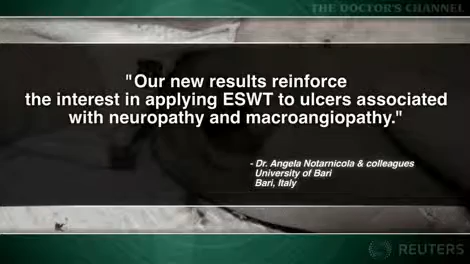 THE DOCTOR'S CHANNEL
"Our new results reinforce
the interest in applying ESWT to ulcers associated
with neuropathy and macroangiopathy."
- Dr. Angela Notarnicola & colleagues
University of Bari
Bari, Italy
REUTERS